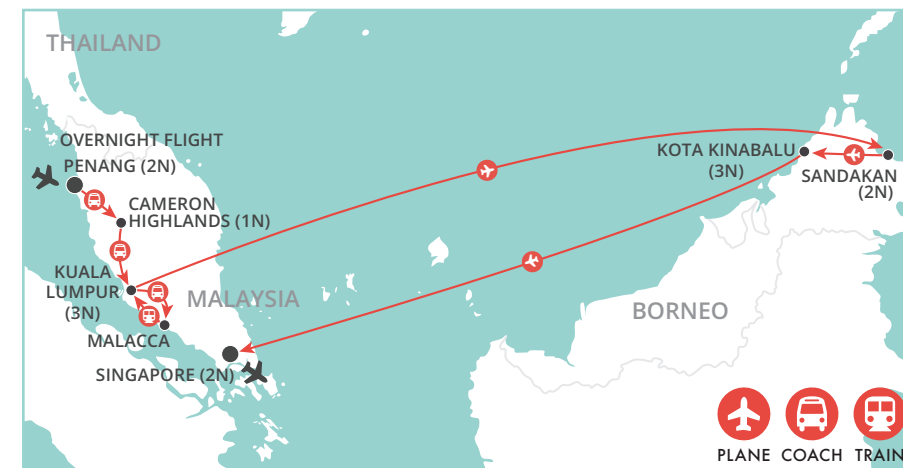 THAILAND
OVERNIGHT FLIGHT
PENANG (2N)
CAMERON
HIGHLANDS (1N)
KUALA
LUMPUR
(3N)
MALAYSIA
MALACCA
SINGAPORE (2N)
KOTA KINABALU
(3N)
SANDAKAN
(2N)
BORNEO
PLANE COACH TRAIN